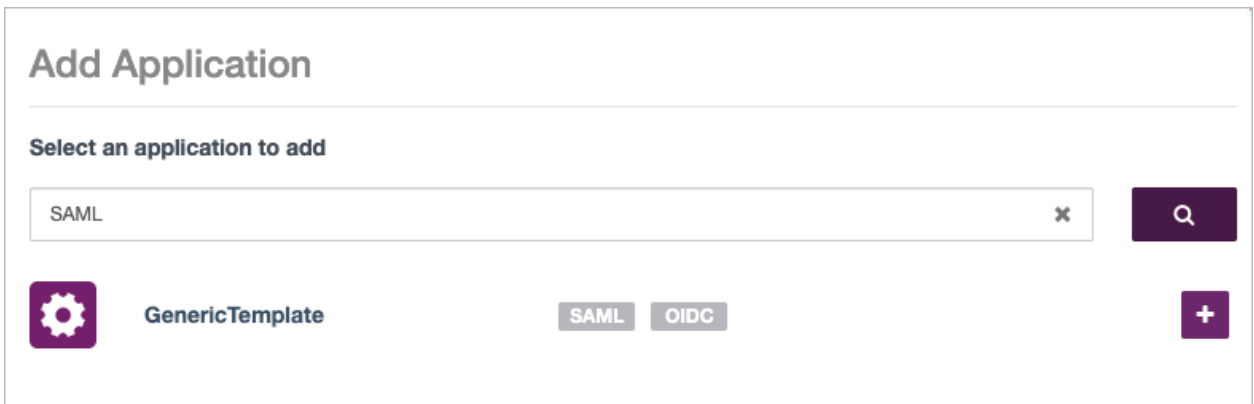 Add Application
Select an application to add
SAML
GenericTemplate SAML OIDC